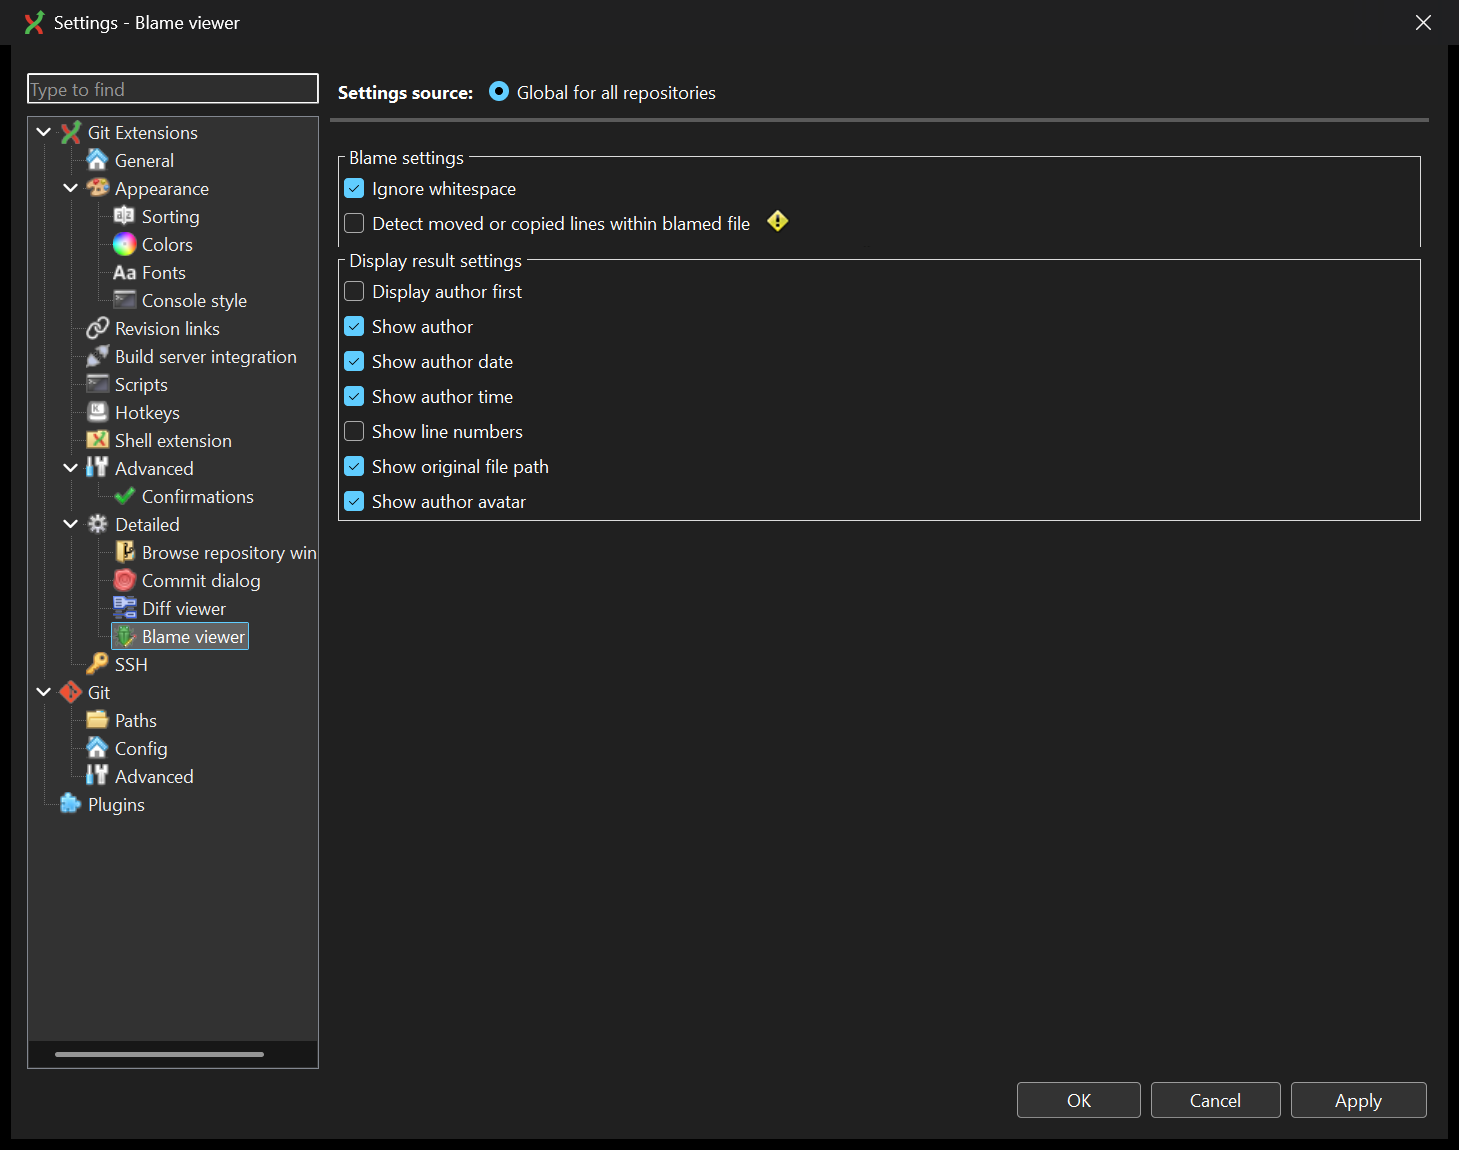 Settings - Blame viewer
Type to find
Git Extensions
General
Appearance
Sorting
Colors
Aa Fonts
Console style
Revision links
Build server integration
Scripts
Hotkeys
Shell extension
Advanced
Confirmations
Detailed
Browse repository win
Commit dialog
Diff viewer
Blame viewer
SSH
Git
Paths
Config
Advanced
Plugins
Settings source: Global for all repositories
Blame settings
Ignore whitespace
Detect moved or copied lines within blamed file
Display result settings
Display author first
Show author
Show author date
Show author time
Show line numbers
Show original file path
Show author avatar
OK Cancel Apply